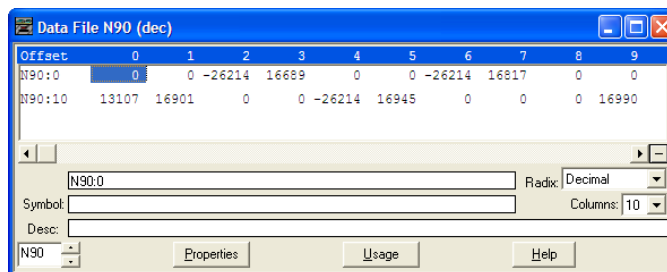 Data File N90 (dec)
Offset 0 1 2 3 4 5 6 7 8 9
N90:0 0 0 -26214 16689 0 0 -26214 16817 0 0
N90:10 13107 16901 0 0 -26214 16945 0 0 0 16990
N90:0 Radix: Decimal
Symbol: Columns: 10
Desc:
N90 Properties Usage Help